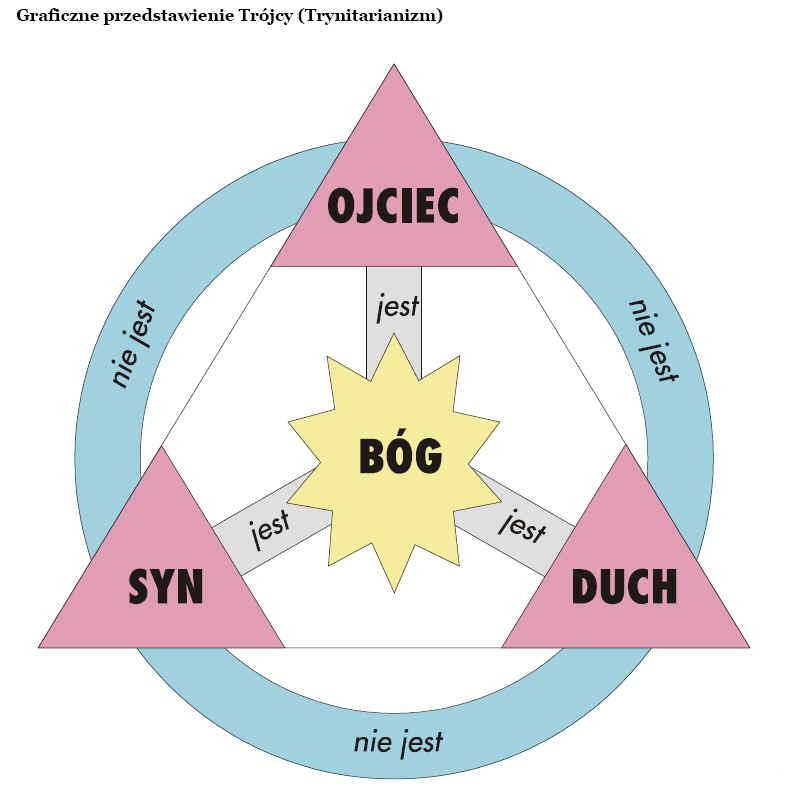 Graficzne przedstawienie Trójcy (Trynitarianizm)
OJCIEC
jest
nie jest
nie jest
BÓG
jest
jest
SYN
DUCH
nie jest